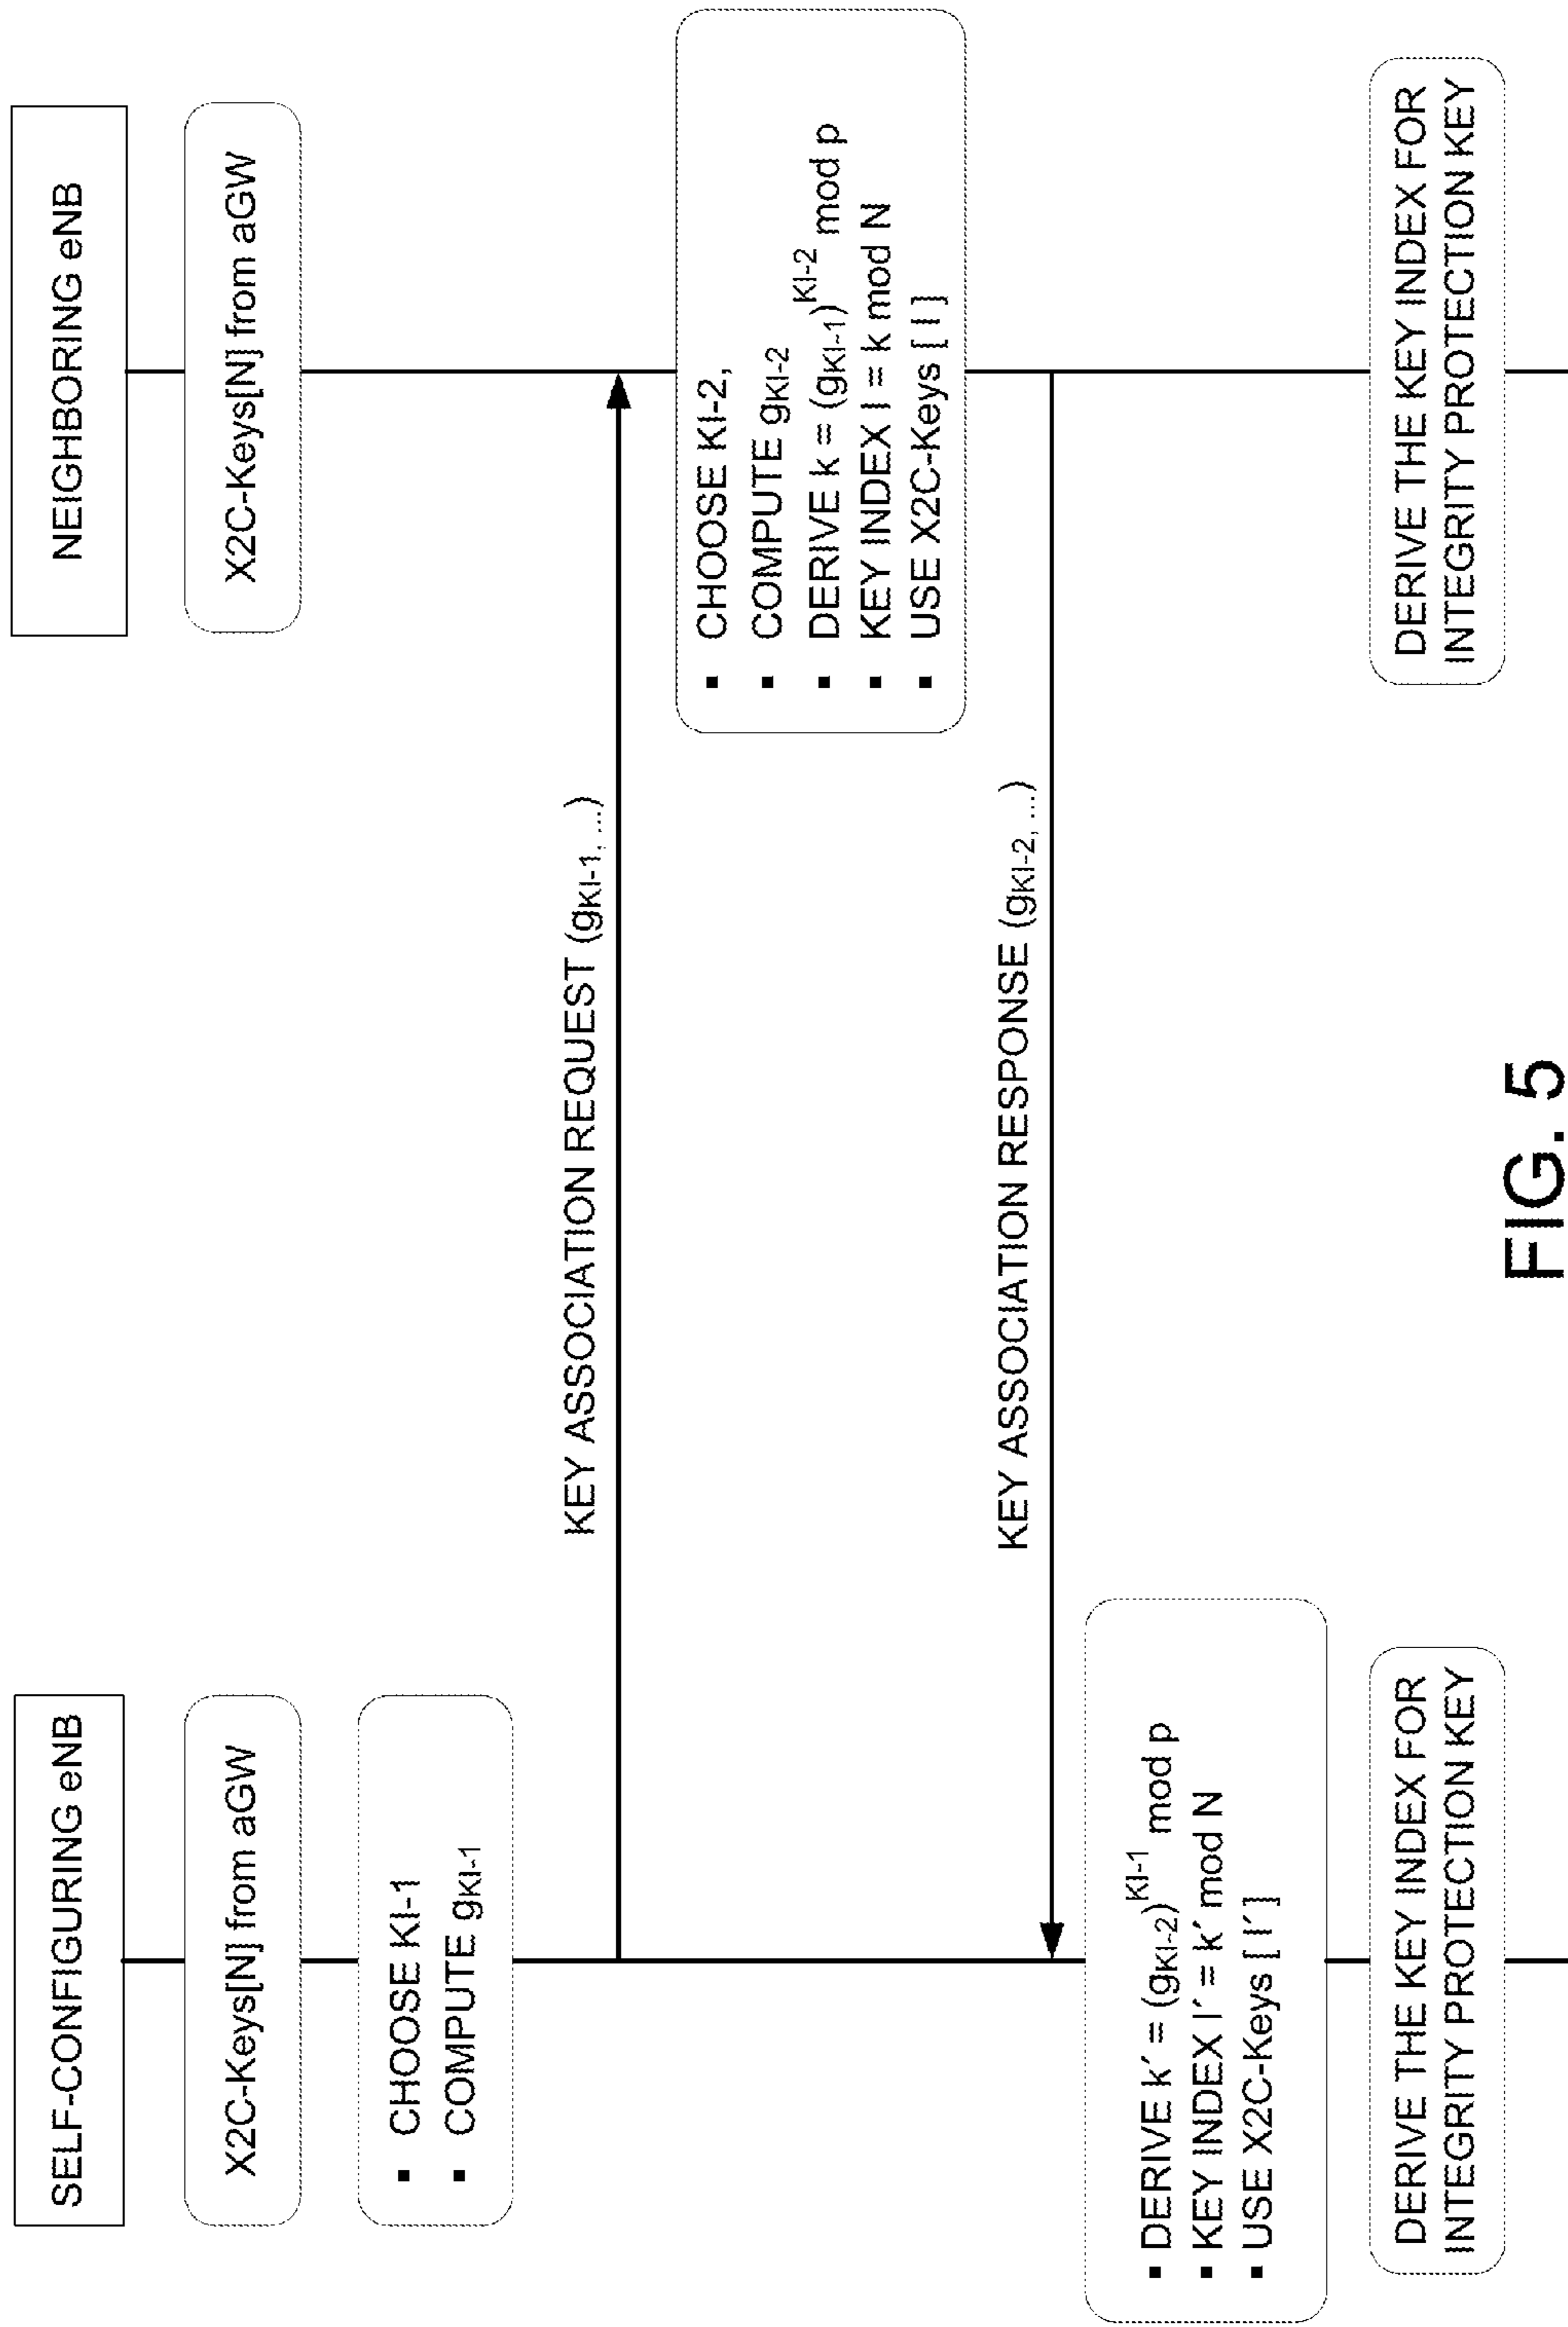 SELF-CONFIGURING eNB
NEIGHBORING eNB
X2C-Keys[N] from aGW
X2C-Keys[N] from aGW
▪ CHOOSE KI-1
▪ COMPUTE gKI-1
KEY ASSOCIATION REQUEST (gKI-1, ...)
▪ CHOOSE KI-2,
▪ COMPUTE gKI-2
▪ DERIVE k = (gKI-1)^KI-2 mod p
▪ KEY INDEX I = k mod N
▪ USE X2C-Keys [ I ]
KEY ASSOCIATION RESPONSE (gKI-2, ...)
▪ DERIVE k´ = (gKI-2)^KI-1 mod p
▪ KEY INDEX I´ = k´ mod N
▪ USE X2C-Keys [ I´ ]
DERIVE THE KEY INDEX FOR
INTEGRITY PROTECTION KEY
DERIVE THE KEY INDEX FOR
INTEGRITY PROTECTION KEY
FIG. 5